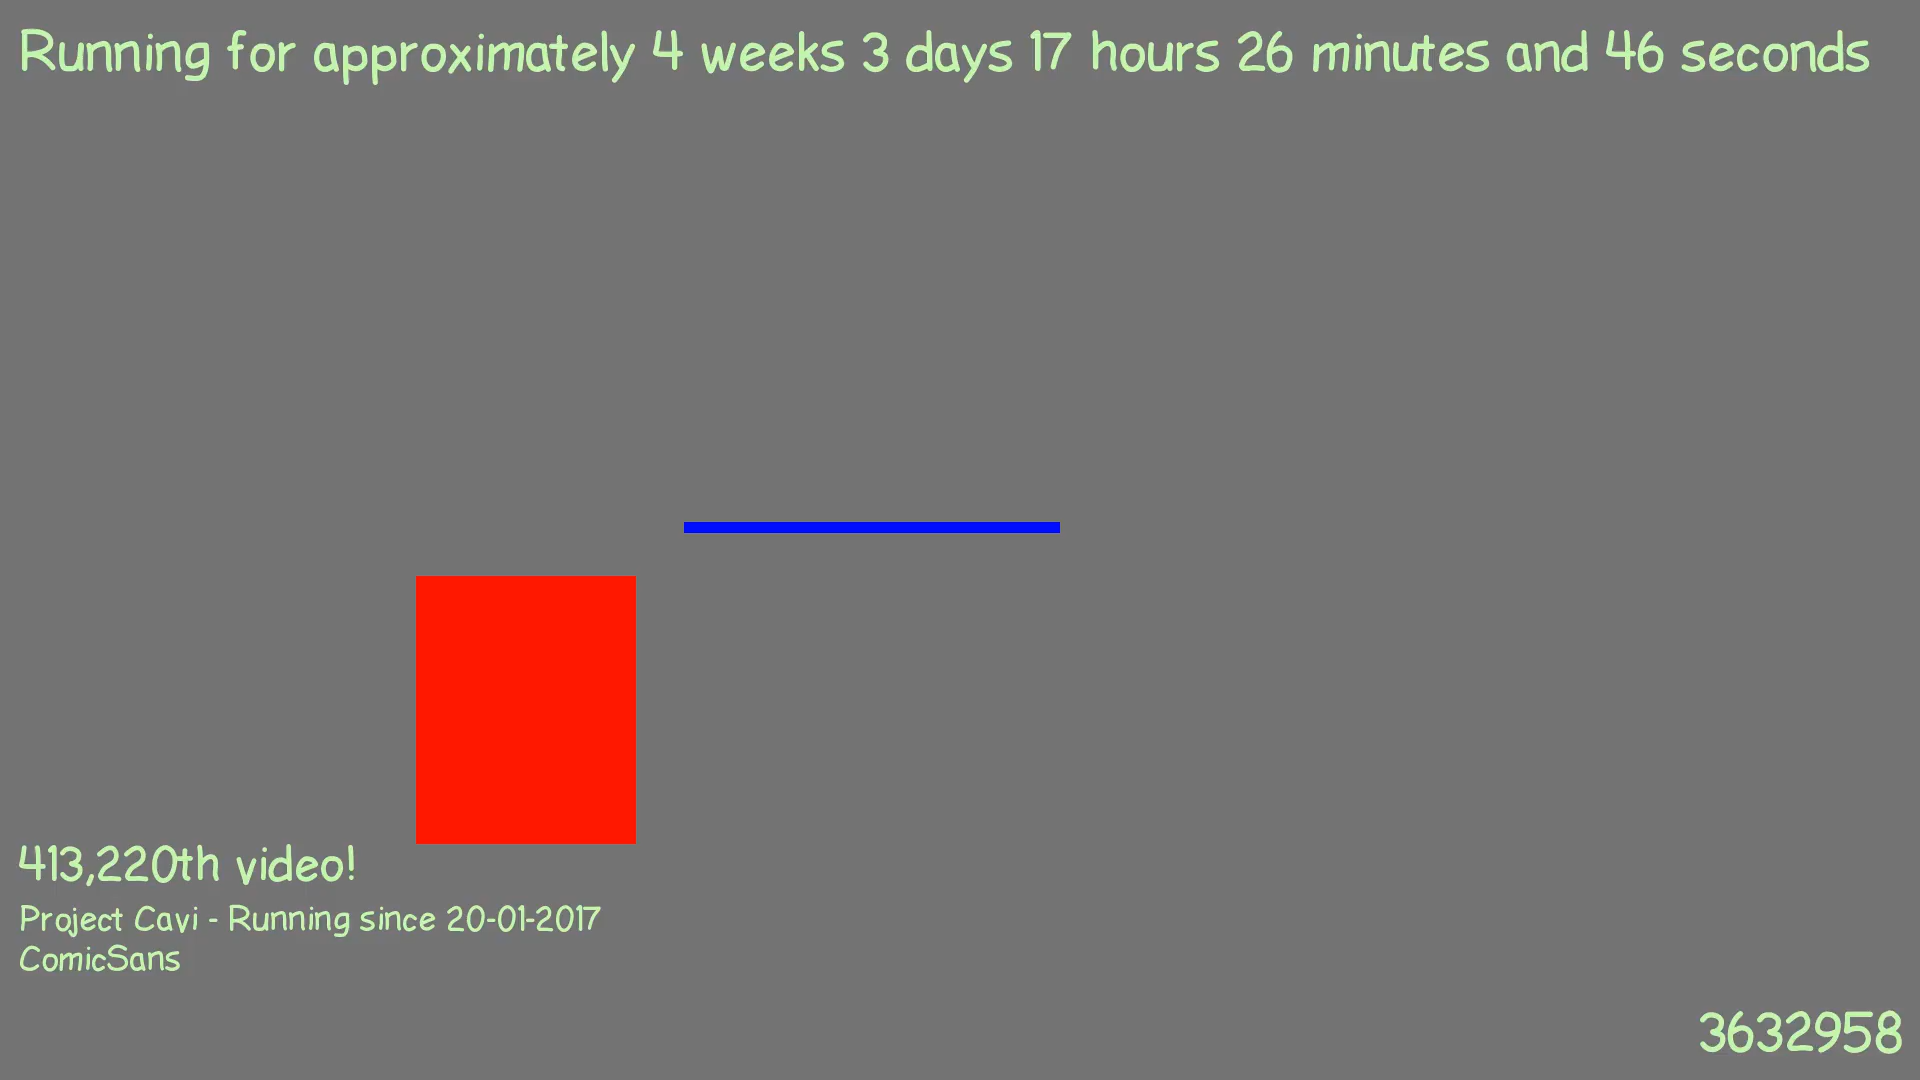 Running for approximately 4 weeks 3 days 17 hours 26 minutes and 46 seconds
413,220th video!
Project Cavi - Running since 20-01-2017
ComicSans
3632958